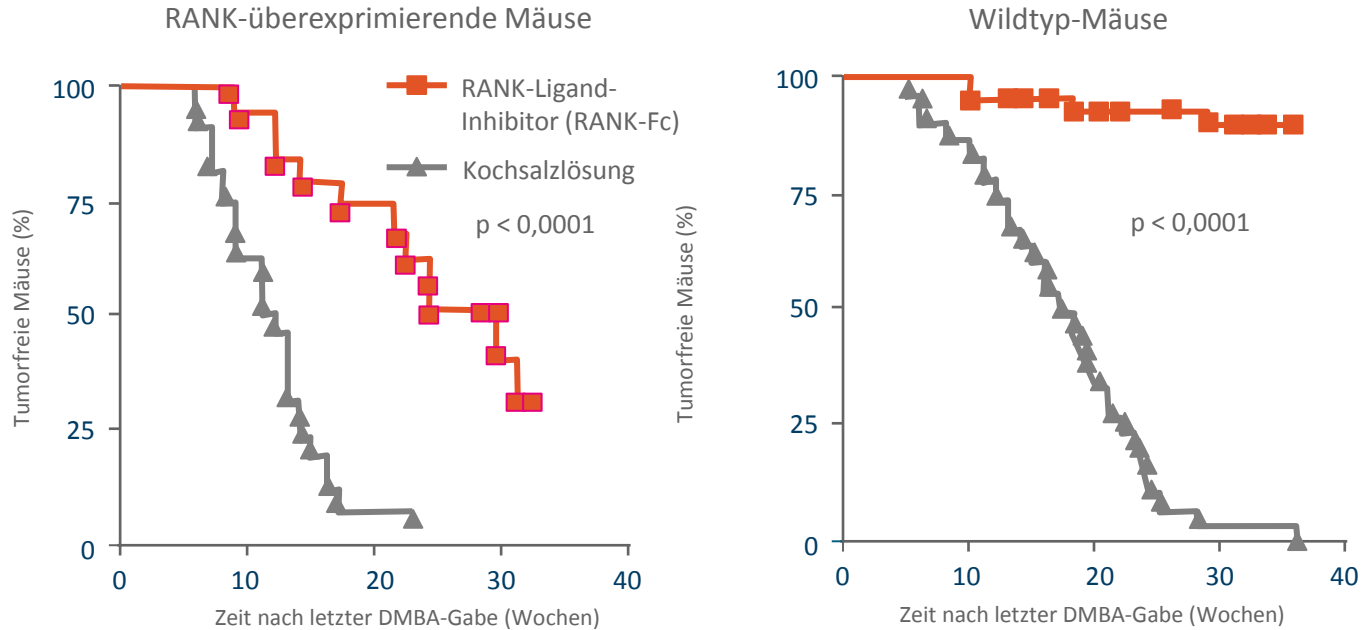 RANK-überexprimierende Mäuse
Tumorfreie Mäuse (%)
100
75
50
25
0
0 10 20 30 40
Zeit nach letzter DMBA-Gabe (Wochen)
RANK-Ligand-
Inhibitor (RANK-Fc)
Kochsalzlösung
p < 0,0001
Wildtyp-Mäuse
Tumorfreie Mäuse (%)
100
75
50
25
0
0 10 20 30 40
Zeit nach letzter DMBA-Gabe (Wochen)
p < 0,0001